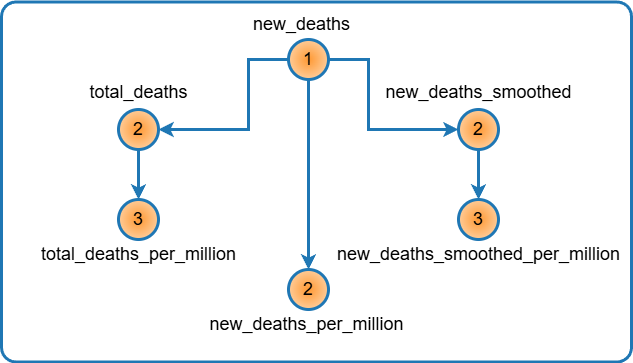 new_deaths
1
total_deaths
new_deaths_smoothed
2
2
3
3
total_deaths_per_million
new_deaths_smoothed_per_million
2
new_deaths_per_million